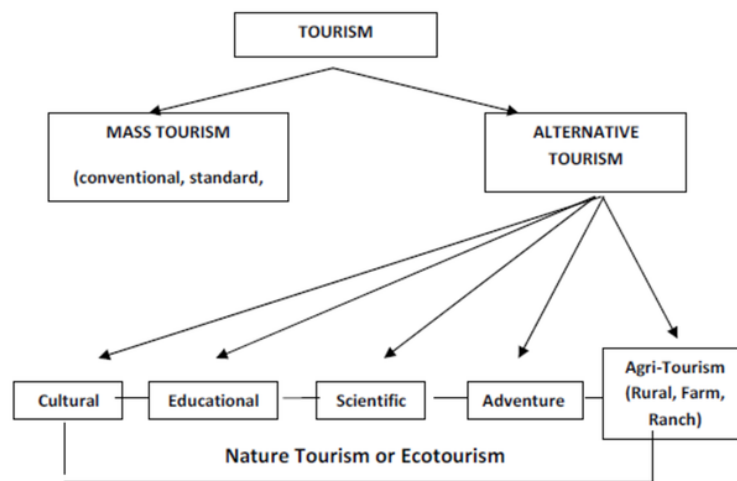 TOURISM
MASS TOURISM
(conventional, standard,
ALTERNATIVE
TOURISM
Cultural
Educational
Scientific
Adventure
Agri-Tourism
(Rural, Farm,
Ranch)
Nature Tourism or Ecotourism